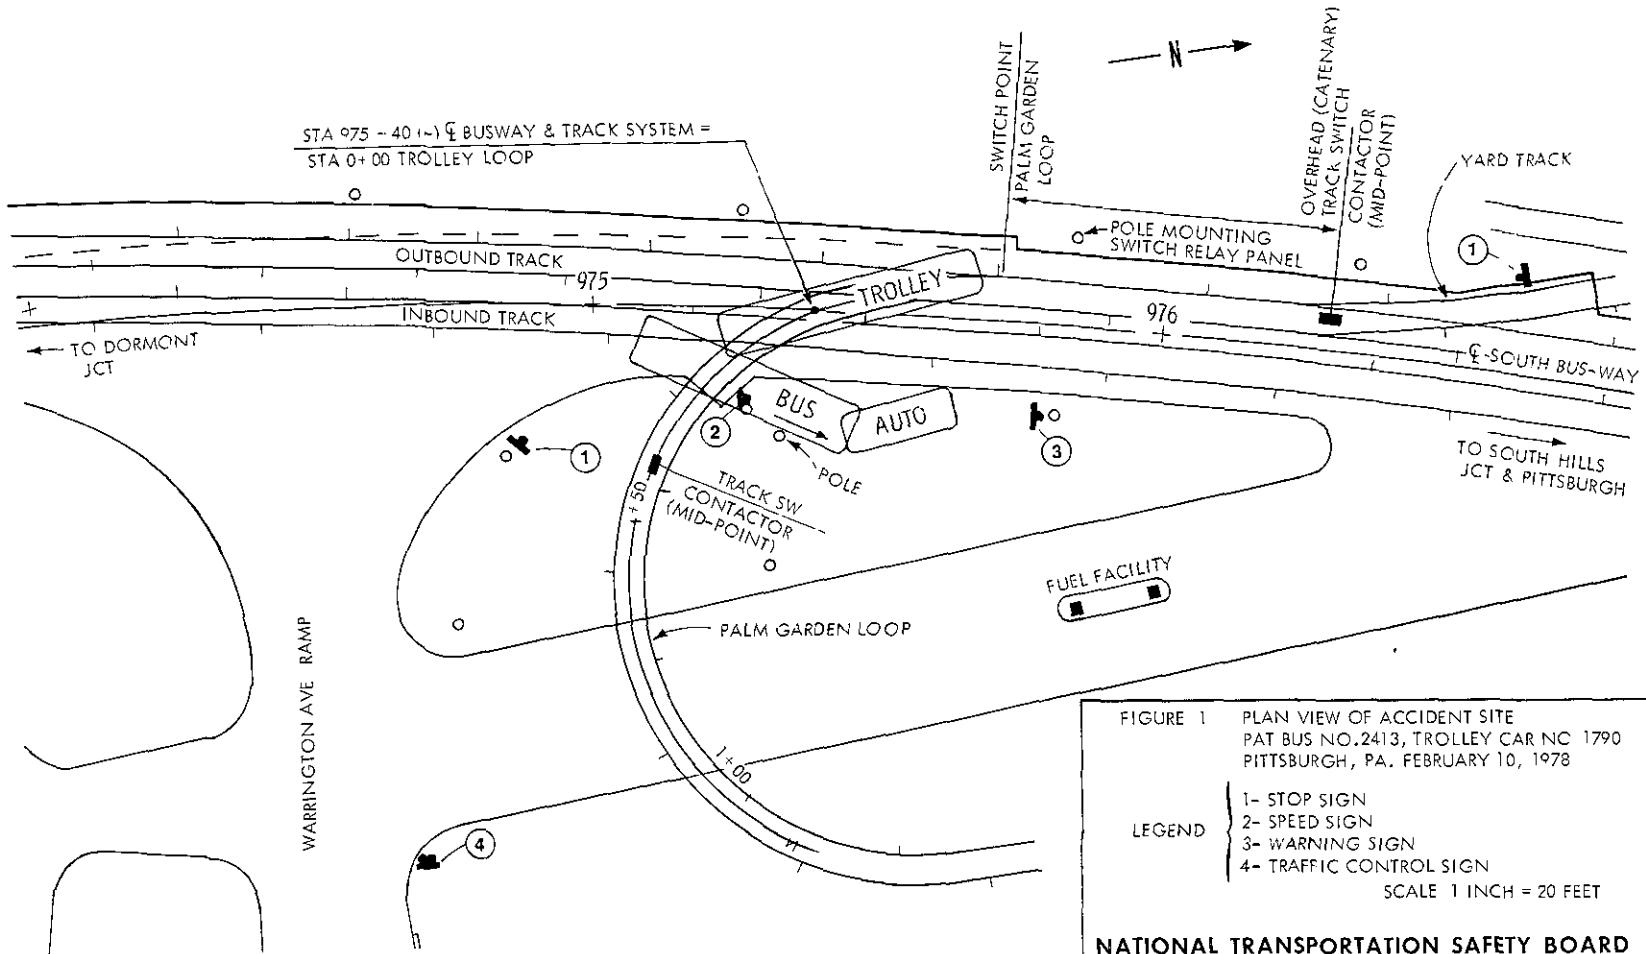 N
SWITCH POINT
PALM GARDEN
LOOP
OVERHEAD (CATENARY)
TRACK SWITCH
CONTACTOR
(MID-POINT)
STA 975 - 40 (-) ℄ BUSWAY & TRACK SYSTEM =
STA 0+00 TROLLEY LOOP
YARD TRACK
POLE MOUNTING
SWITCH RELAY PANEL
1
OUTBOUND TRACK
975
TROLLEY
976
INBOUND TRACK
TO DORMONT
JCT
℄-SOUTH BUS-WAY
BUS
AUTO
2
3
1
POLE
TO SOUTH HILLS
JCT & PITTSBURGH
TRACK SW
CONTACTOR
(MID-POINT)
+50
FUEL FACILITY
PALM GARDEN LOOP
WARRINGTON AVE RAMP
1+00
4
FIGURE 1 PLAN VIEW OF ACCIDENT SITE
PAT BUS NO.2413, TROLLEY CAR NC 1790
PITTSBURGH, PA. FEBRUARY 10, 1978
LEGEND
1- STOP SIGN
2- SPEED SIGN
3- WARNING SIGN
4- TRAFFIC CONTROL SIGN
SCALE 1 INCH = 20 FEET
NATIONAL TRANSPORTATION SAFETY BOARD